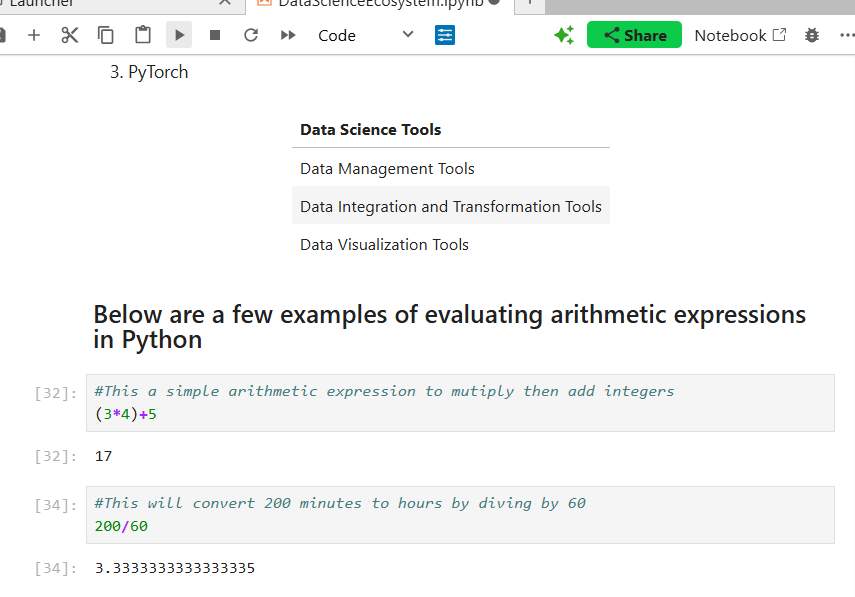 Launcher
DataScienceEcosystem.ipynb
Code
Share
Notebook
3. PyTorch
Data Science Tools
Data Management Tools
Data Integration and Transformation Tools
Data Visualization Tools
Below are a few examples of evaluating arithmetic expressions
in Python
[32]:
#This a simple arithmetic expression to mutiply then add integers
(3*4)+5
[32]:
17
[34]:
#This will convert 200 minutes to hours by diving by 60
200/60
[34]:
3.3333333333333335